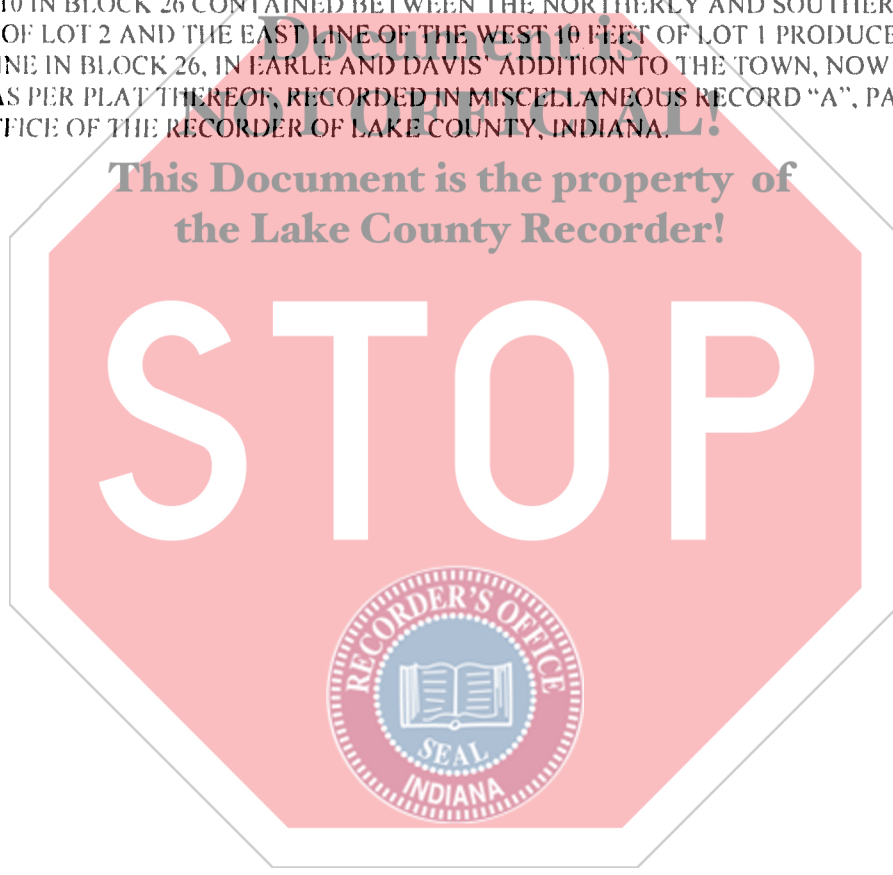 10 IN BLOCK 26 CONTAINED BETWEEN THE NORTHERLY AND SOUTHER
OF LOT 2 AND THE EAST LINE OF THE WEST 10 FEET OF LOT 1 PRODUCE
NE IN BLOCK 26, IN EARLE AND DAVIS' ADDITION TO THE TOWN, NOW
AS PER PLAT THEREOF, RECORDED IN MISCELLANEOUS RECORD "A", PA
FICE OF THE RECORDER OF LAKE COUNTY, INDIANA.
Document is
NOT OFFICIAL!
This Document is the property of
the Lake County Recorder!
STOP
RECORDER'S OFFICE
SEAL
INDIANA